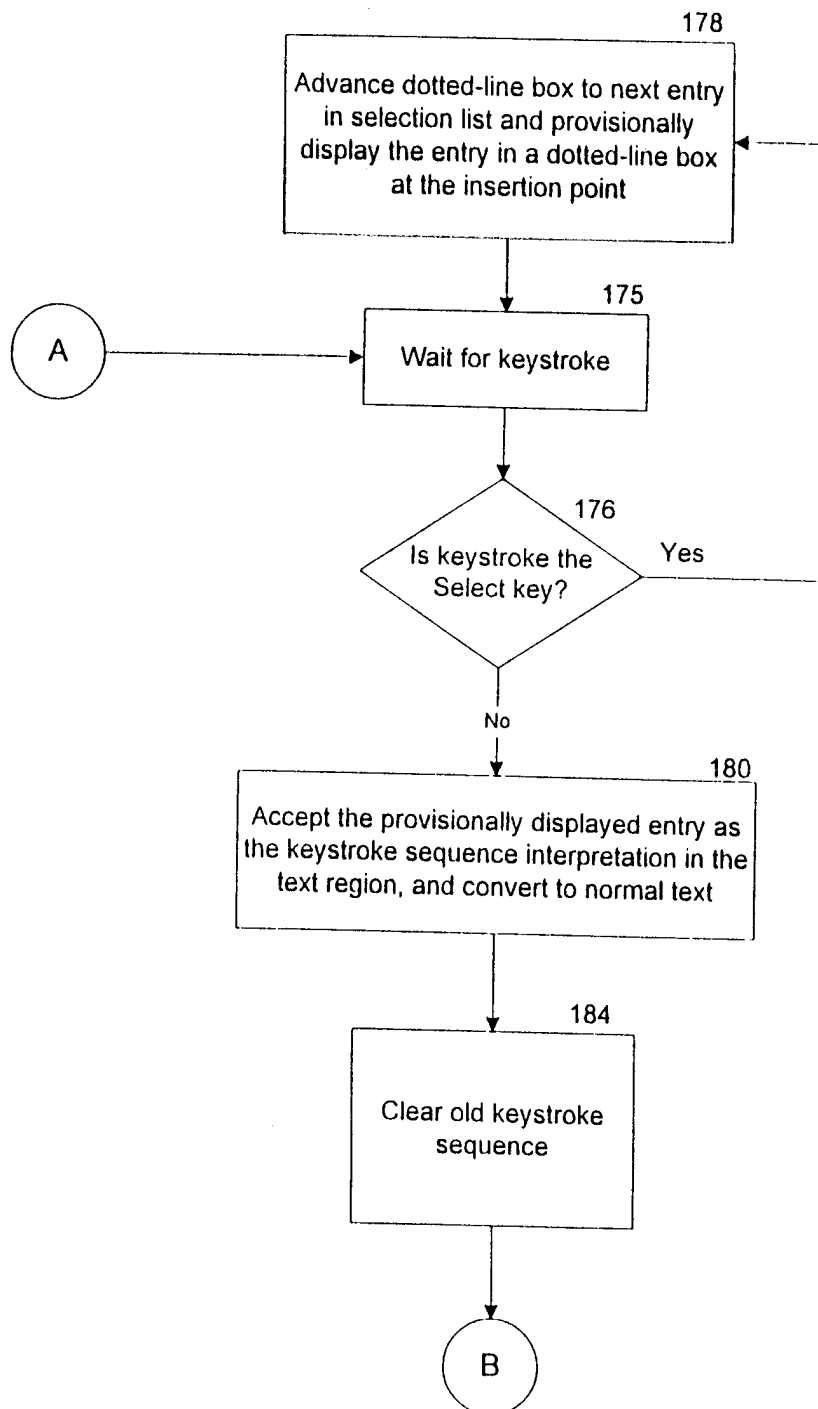 178
Advance dotted-line box to next entry
in selection list and provisionally
display the entry in a dotted-line box
at the insertion point
175
A
Wait for keystroke
176
Is keystroke the
Select key?
Yes
No
180
Accept the provisionally displayed entry as
the keystroke sequence interpretation in the
text region, and convert to normal text
184
Clear old keystroke
sequence
B